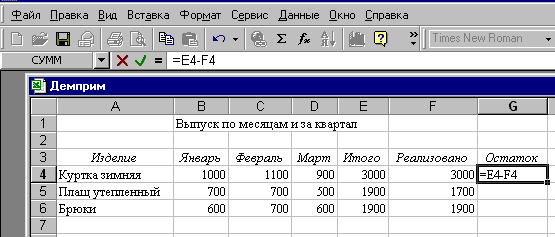 Файл Правка Вид Вставка Формат Сервис Данные Окно Справка
Times New Roman
СУММ =E4-F4
Демприм
A B C D E F G
1 Выпуск по месяцам и за квартал
2
3 Изделие Январь Февраль Март Итого Реализовано Остаток
4 Куртка зимняя 1000 1100 900 3000 3000 =E4-F4
5 Плащ утепленный 700 700 500 1900 1700
6 Брюки 600 700 600 1900 1900
7